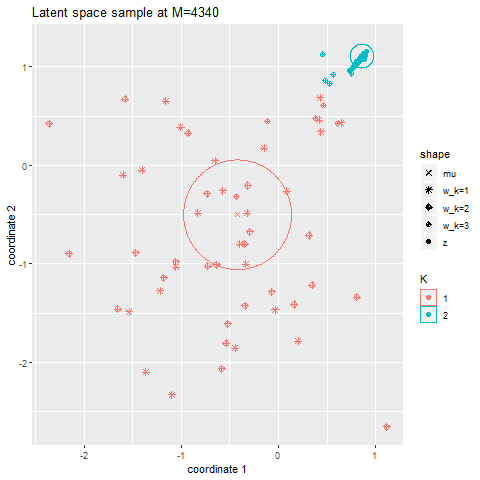 Latent space sample at M=4340
coordinate 2
1
0
-1
-2
-2
-1
0
1
coordinate 1
shape
mu
w_k=1
w_k=2
w_k=3
z
K
1
2